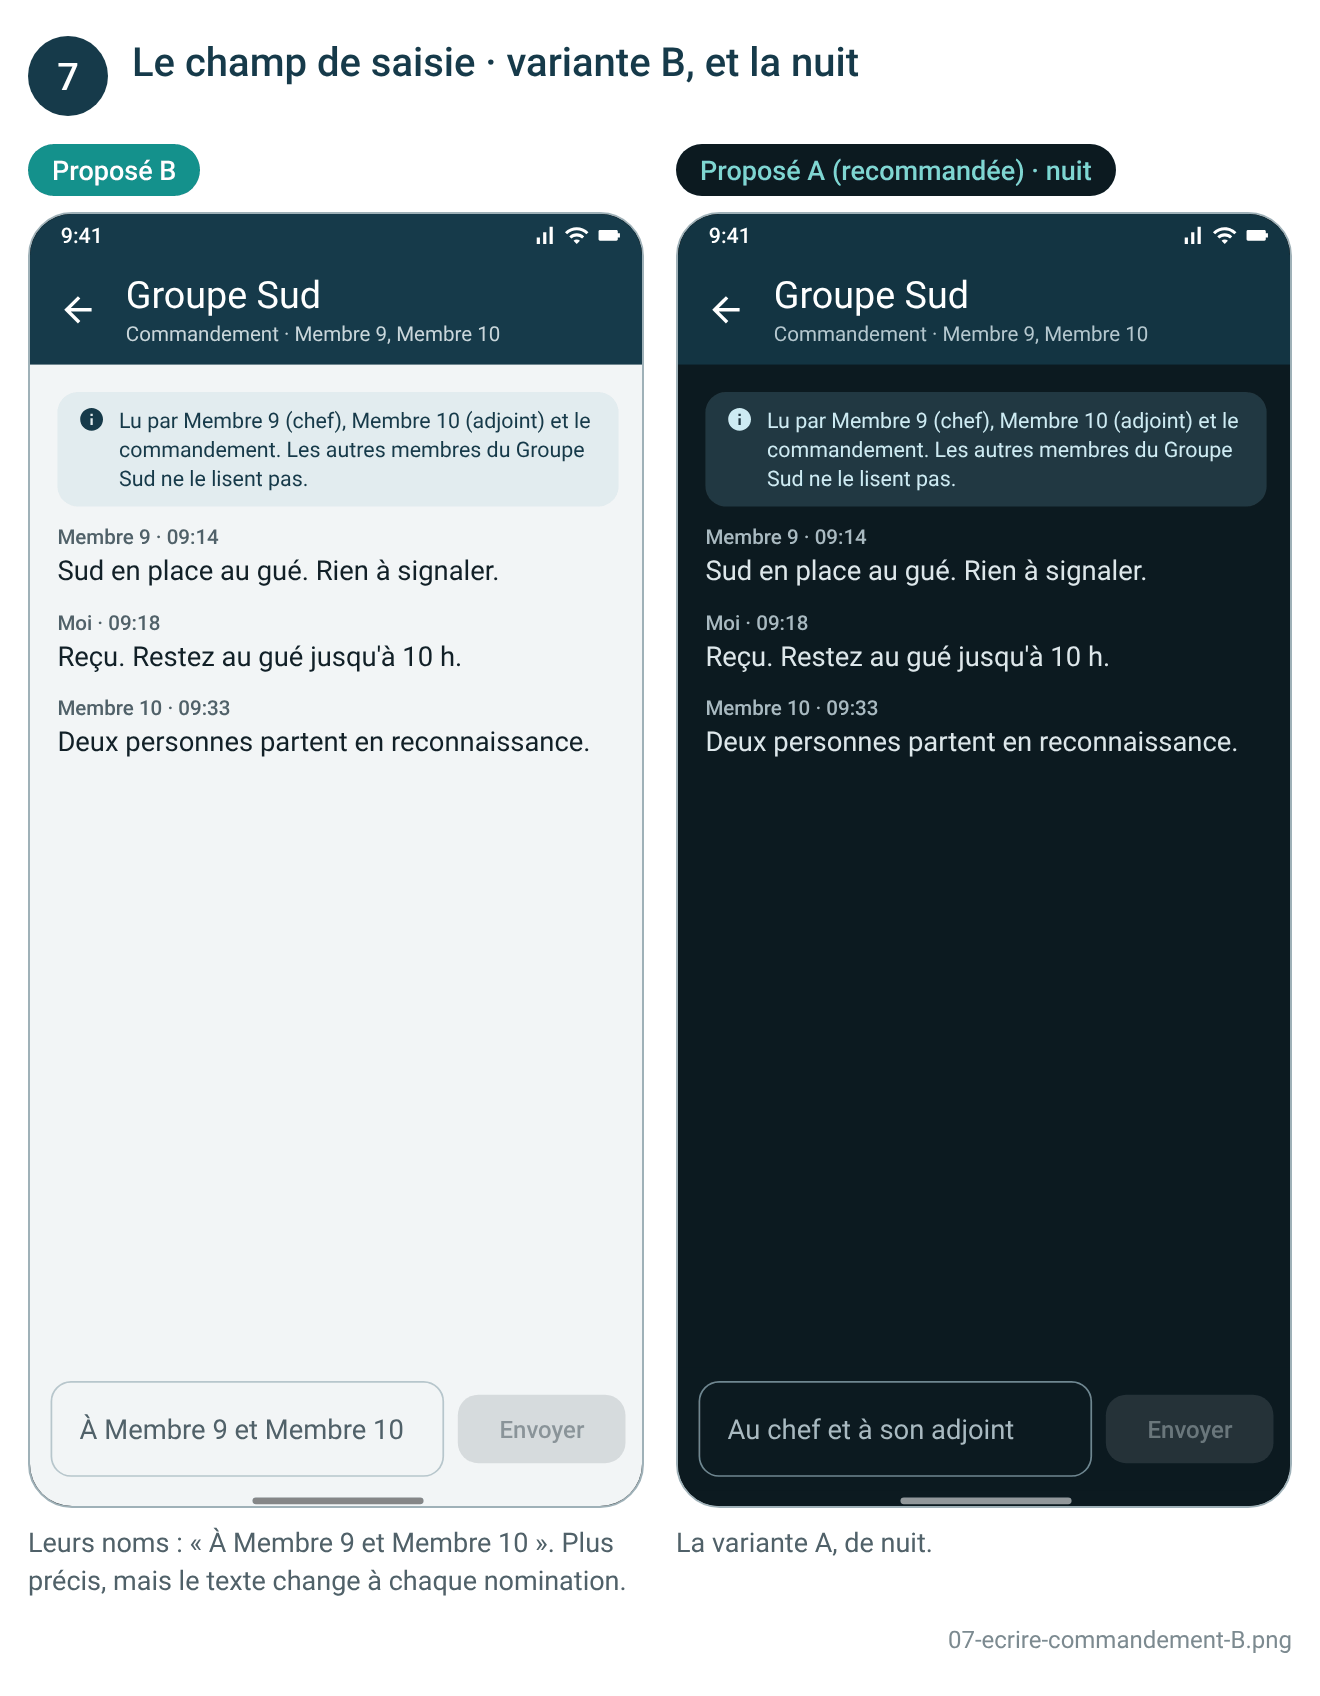 7
Le champ de saisie · variante B, et la nuit
Proposé B
9:41
Groupe Sud
Commandement · Membre 9, Membre 10
Lu par Membre 9 (chef), Membre 10 (adjoint) et le
commandement. Les autres membres du Groupe
Sud ne le lisent pas.
Membre 9 · 09:14
Sud en place au gué. Rien à signaler.
Moi · 09:18
Reçu. Restez au gué jusqu'à 10 h.
Membre 10 · 09:33
Deux personnes partent en reconnaissance.
À Membre 9 et Membre 10
Envoyer
Leurs noms : « À Membre 9 et Membre 10 ». Plus
précis, mais le texte change à chaque nomination.
Proposé A (recommandée) · nuit
9:41
Groupe Sud
Commandement · Membre 9, Membre 10
Lu par Membre 9 (chef), Membre 10 (adjoint) et le
commandement. Les autres membres du Groupe
Sud ne le lisent pas.
Membre 9 · 09:14
Sud en place au gué. Rien à signaler.
Moi · 09:18
Reçu. Restez au gué jusqu'à 10 h.
Membre 10 · 09:33
Deux personnes partent en reconnaissance.
Au chef et à son adjoint
Envoyer
La variante A, de nuit.
07-ecrire-commandement-B.png